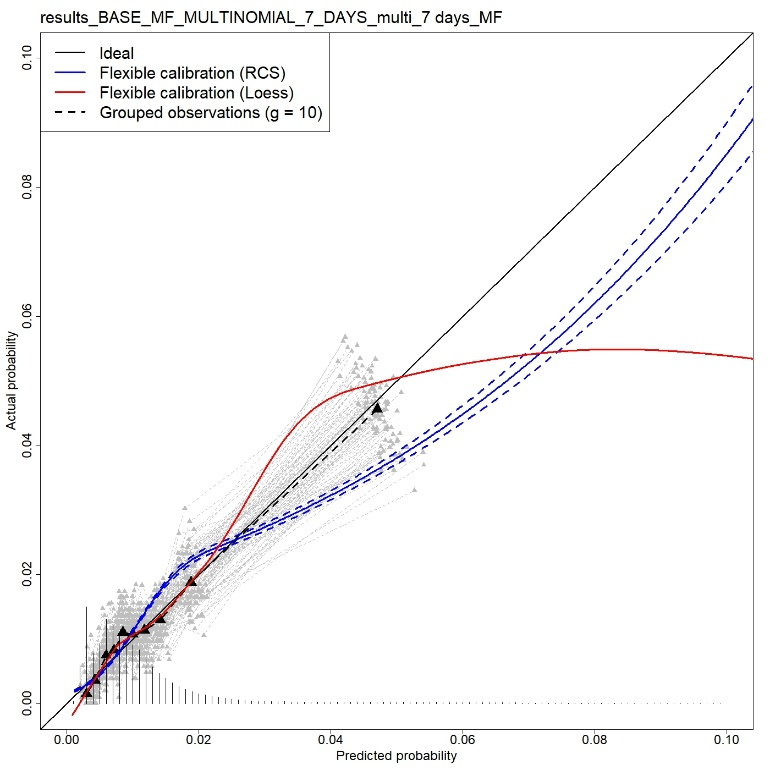 results_BASE_MF_MULTINOMIAL_7_DAYS_multi_7 days_MF
Ideal
Flexible calibration (RCS)
Flexible calibration (Loess)
Grouped observations (g = 10)
Actual probability
0.10
0.08
0.06
0.04
0.02
0.00
0.00 0.02 0.04 0.06 0.08 0.10
Predicted probability